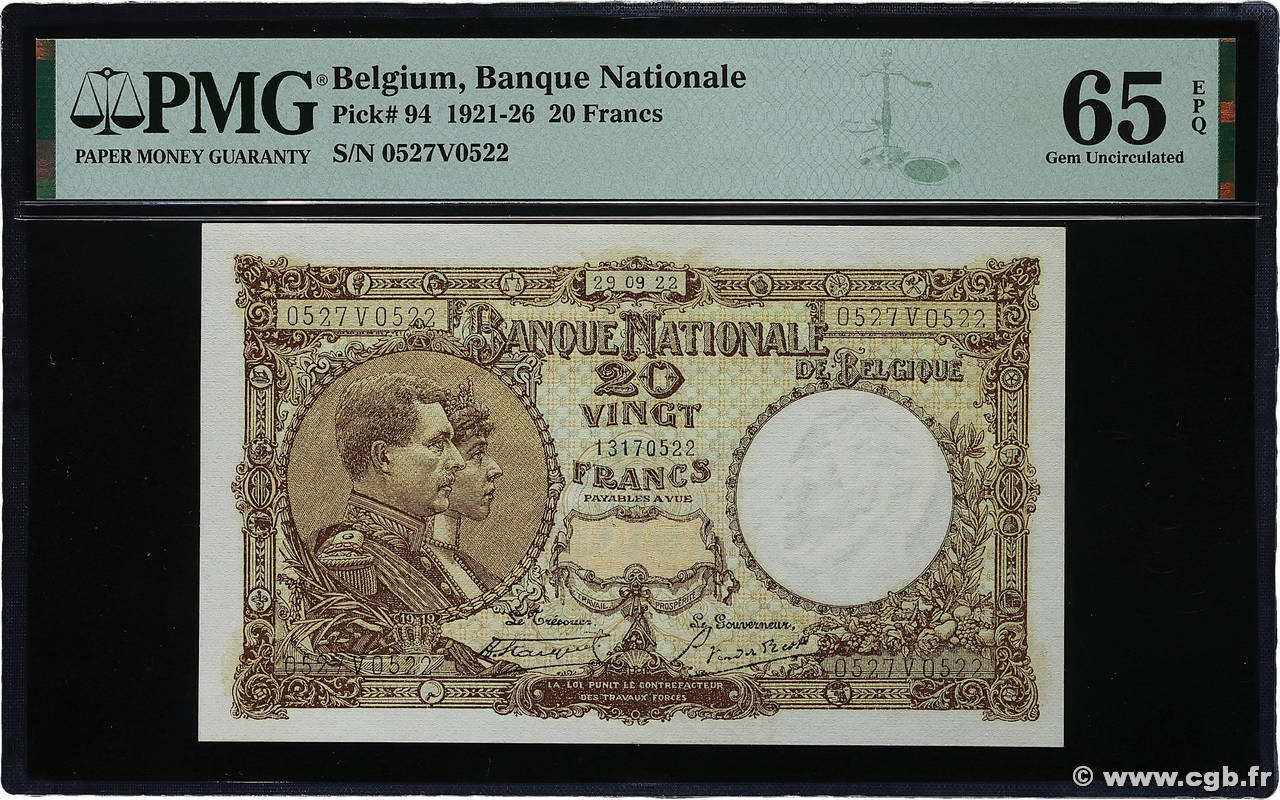 PMG®
PAPER MONEY GUARANTY
Belgium, Banque Nationale
Pick# 94 1921-26 20 Francs
S/N 0527V0522
65 EPQ
Gem Uncirculated
29 09 22
0527V0522
0527V0522
BANQUE NATIONALE
DE BELGIQUE
20
VINGT
13170522
FRANCS
PAYABLES A VUE
TRAVAIL PROSPÉRITÉ
Le Trésorier,
Le Gouverneur,
1919
0527V0522
0527V0522
LA LOI PUNIT LE CONTREFACTEUR
DES TRAVAUX FORCÉS
© www.cgb.fr